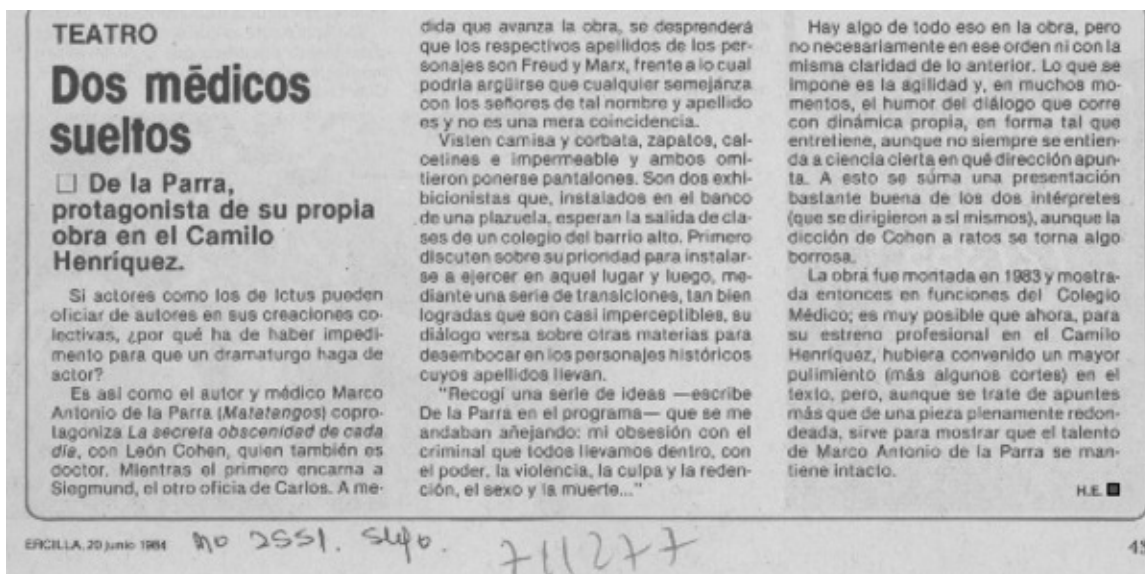 TEATRO
Dos médicos
sueltos
□ De la Parra,
protagonista de su propia
obra en el Camilo
Henríquez.
Si actores como los de Ictus pueden
oficiar de autores en sus creaciones co-
lectivas, ¿por qué ha de haber impedi-
mento para que un dramaturgo haga de
actor?
Es así como el autor y médico Marco
Antonio de la Parra (Matatangos) copro-
tagoniza La secreta obscenidad de cada
día, con León Cohen, quien también es
doctor. Mientras el primero encarna a
Siegmund, el otro oficia de Carlos. A me-
dida que avanza la obra, se desprenderá
que los respectivos apellidos de los per-
sonajes son Freud y Marx, frente a lo cual
podría argüirse que cualquier semejanza
con los señores de tal nombre y apellido
es y no es una mera coincidencia.
Visten camisa y corbata, zapatos, cal-
cetines e impermeable y ambos omi-
tieron ponerse pantalones. Son dos exhi-
bicionistas que, instalados en el banco
de una plazuela, esperan la salida de cla-
ses de un colegio del barrio alto. Primero
discuten sobre su prioridad para instalar-
se a ejercer en aquel lugar y luego, me-
diante una serie de transiciones, tan bien
logradas que son casi imperceptibles, su
diálogo versa sobre otras materias para
desembocar en los personajes históricos
cuyos apellidos llevan.
"Recogí una serie de ideas —escribe
De la Parra en el programa— que se me
andaban añejando: mi obsesión con el
criminal que todos llevamos dentro, con
el poder, la violencia, la culpa y la reden-
ción, el sexo y la muerte..."
Hay algo de todo eso en la obra, pero
no necesariamente en ese orden ni con la
misma claridad de lo anterior. Lo que se
impone es la agilidad y, en muchos mo-
mentos, el humor del diálogo que corre
con dinámica propia, en forma tal que
entretiene, aunque no siempre se entien-
da a ciencia cierta en qué dirección apun-
ta. A esto se suma una presentación
bastante buena de los dos intérpretes
(que se dirigieron a sí mismos), aunque la
dicción de Cohen a ratos se torna algo
borrosa.
La obra fue montada en 1983 y mostra-
da entonces en funciones del Colegio
Médico; es muy posible que ahora, para
su estreno profesional en el Camilo
Henríquez, hubiera convenido un mayor
pulimiento (más algunos cortes) en el
texto, pero, aunque se trate de apuntes
más que de una pieza plenamente redon-
deada, sirve para mostrar que el talento
de Marco Antonio de la Parra se man-
tiene intacto.
H.E. ■
ERCILLA, 20 junio 1984 no 2551. Stgo. 711277